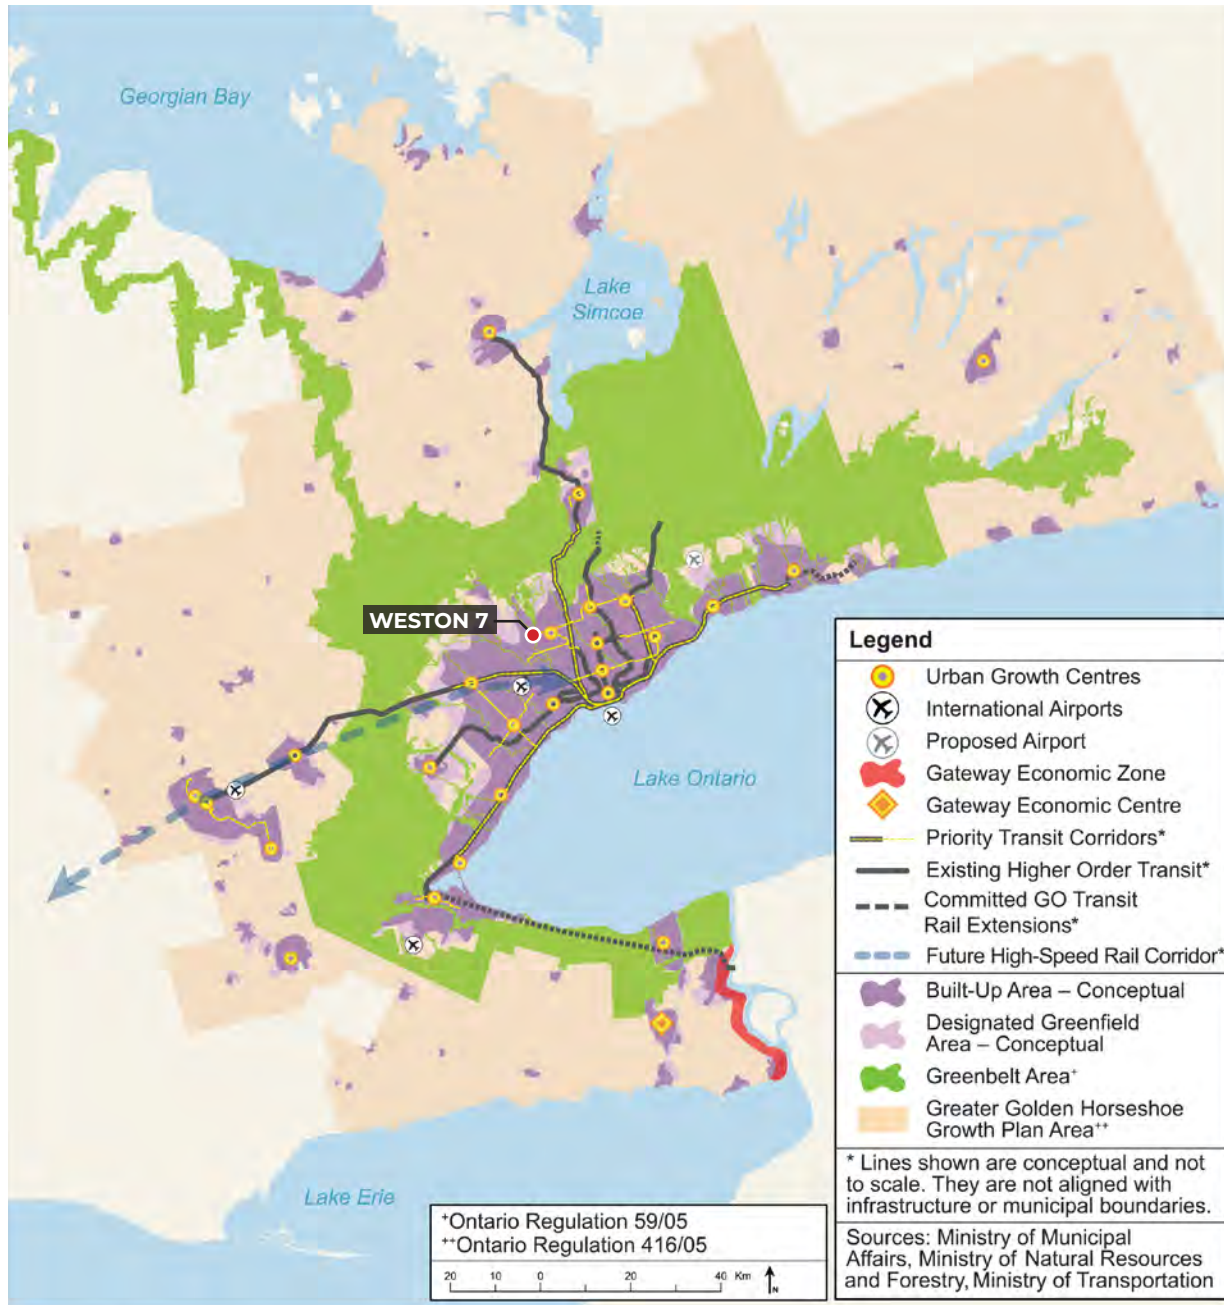 Georgian Bay
Lake
Simcoe
WESTON 7
Lake Ontario
Lake Erie
Legend
Urban Growth Centres
International Airports
Proposed Airport
Gateway Economic Zone
Gateway Economic Centre
Priority Transit Corridors*
Existing Higher Order Transit*
Committed GO Transit
Rail Extensions*
Future High-Speed Rail Corridor*
Built-Up Area – Conceptual
Designated Greenfield
Area – Conceptual
Greenbelt Area+
Greater Golden Horseshoe
Growth Plan Area++
* Lines shown are conceptual and not
to scale. They are not aligned with
infrastructure or municipal boundaries.
Sources: Ministry of Municipal
Affairs, Ministry of Natural Resources
and Forestry, Ministry of Transportation
+Ontario Regulation 59/05
++Ontario Regulation 416/05
20 10 0 20 40 Km
N